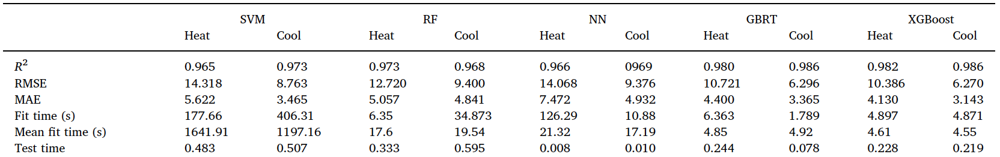 SVM RF NN GBRT XGBoost
Heat Cool Heat Cool Heat Cool Heat Cool Heat Cool
R² 0.965 0.973 0.973 0.968 0.966 0969 0.980 0.986 0.982 0.986
RMSE 14.318 8.763 12.720 9.400 14.068 9.376 10.721 6.296 10.386 6.270
MAE 5.622 3.465 5.057 4.841 7.472 4.932 4.400 3.365 4.130 3.143
Fit time (s) 177.66 406.31 6.35 34.873 126.29 10.88 6.363 1.789 4.897 4.871
Mean fit time (s) 1641.91 1197.16 17.6 19.54 21.32 17.19 4.85 4.92 4.61 4.55
Test time 0.483 0.507 0.333 0.595 0.008 0.010 0.244 0.078 0.228 0.219